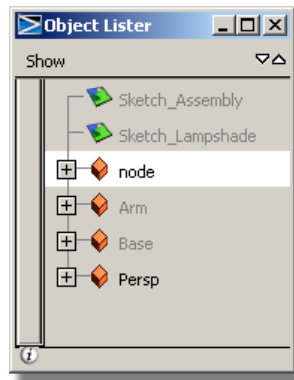 Object Lister
Show
Sketch_Assembly
Sketch_Lampshade
node
Arm
Base
Persp